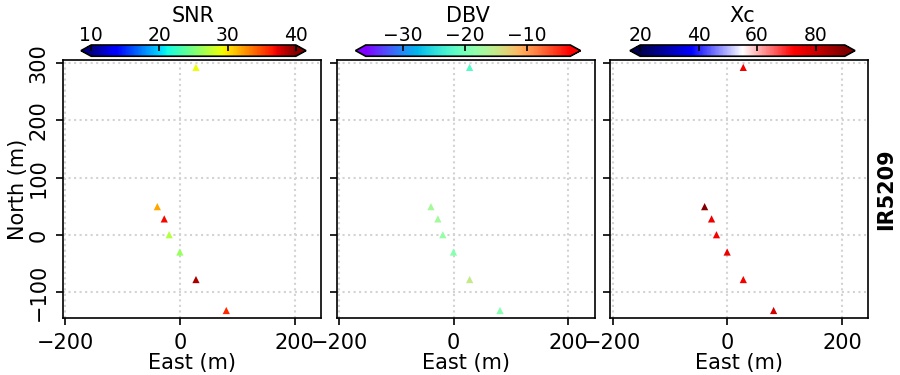 SNR DBV Xc
10 20 30 40 −30 −20 −10 20 40 60 80
300
200
100
0
−100
North (m)
−200 0 200 −200 0 200 −200 0 200
East (m) East (m) East (m)
IR5209